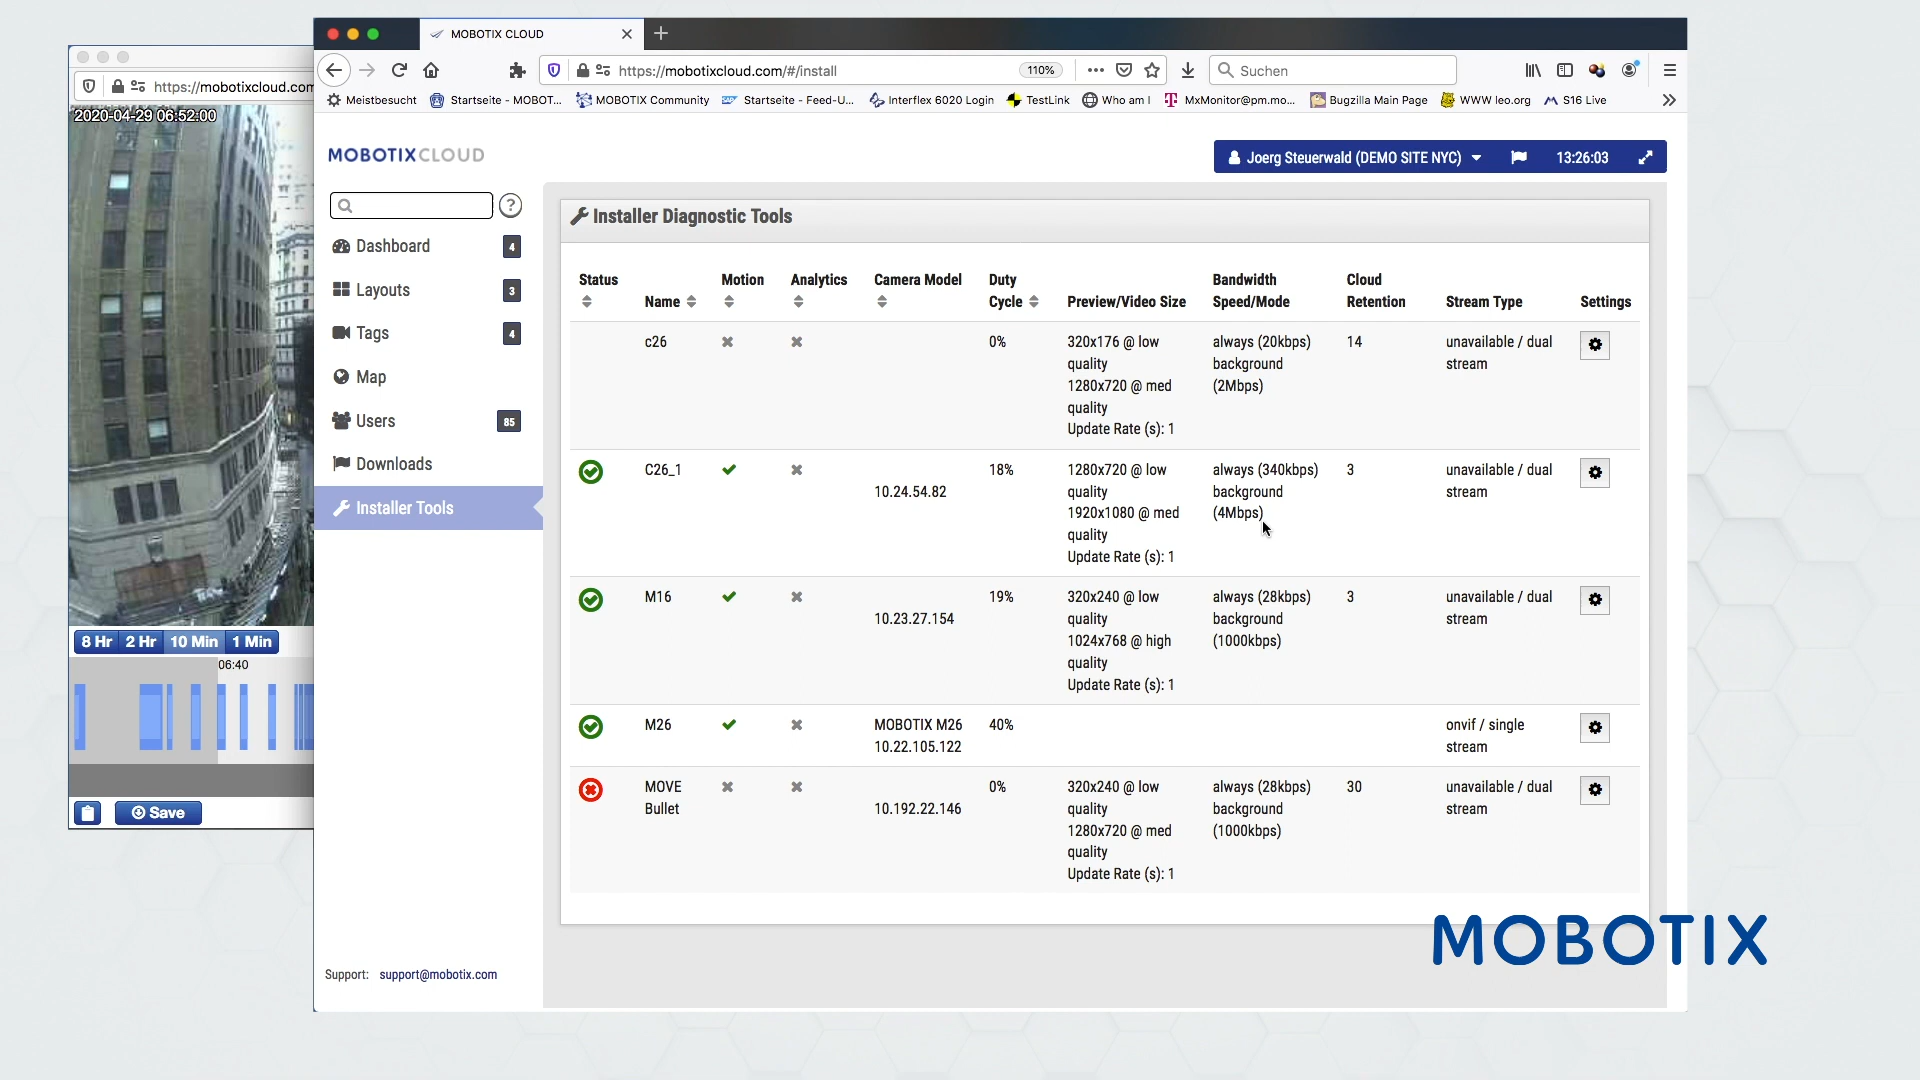 MOBOTIX CLOUD
https://mobotixcloud.com/#/install
110%
Suchen
Meistbesucht
Startseite - MOBOT...
MOBOTIX Community
Startseite - Feed-U...
Interflex 6020 Login
TestLink
Who am I
MxMonitor@pm.mo...
Bugzilla Main Page
WWW leo.org
S16 Live
https://mobotixcloud.com
2020-04-29 06:52:00
8 Hr 2 Hr 10 Min 1 Min
06:40
Save
MOBOTIXCLOUD
Joerg Steuerwald (DEMO SITE NYC)
13:26:03
?
Dashboard 4
Layouts 3
Tags 4
Map
Users 85
Downloads
Installer Tools
Support: support@mobotix.com
Installer Diagnostic Tools
Status Motion Analytics Camera Model Duty Bandwidth Cloud
Name Cycle Preview/Video Size Speed/Mode Retention Stream Type Settings
c26 0% 320x176 @ low always (20kbps) 14 unavailable / dual
quality background stream
1280x720 @ med (2Mbps)
quality
Update Rate (s): 1
C26_1 18% 1280x720 @ low always (340kbps) 3 unavailable / dual
10.24.54.82 quality background stream
1920x1080 @ med (4Mbps)
quality
Update Rate (s): 1
M16 19% 320x240 @ low always (28kbps) 3 unavailable / dual
10.23.27.154 quality background stream
1024x768 @ high (1000kbps)
quality
Update Rate (s): 1
M26 MOBOTIX M26 40% onvif / single
10.22.105.122 stream
MOVE 0% 320x240 @ low always (28kbps) 30 unavailable / dual
Bullet 10.192.22.146 quality background stream
1280x720 @ med (1000kbps)
quality
Update Rate (s): 1
MOBOTIX